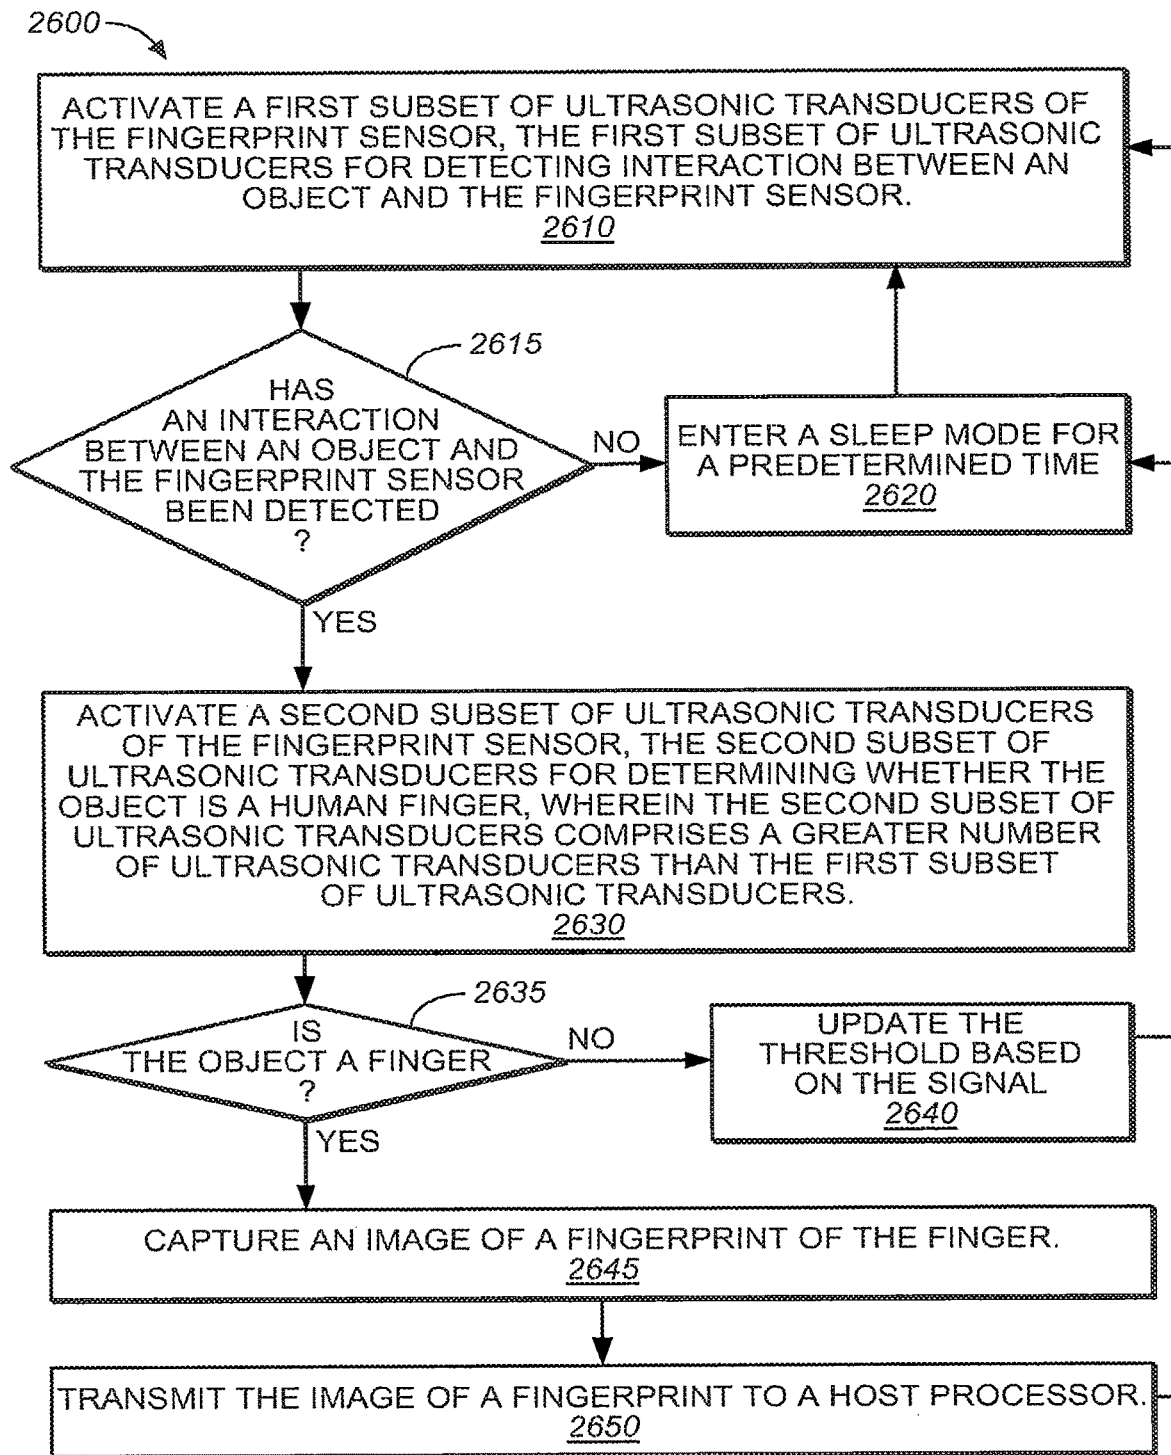 2600
ACTIVATE A FIRST SUBSET OF ULTRASONIC TRANSDUCERS OF
THE FINGERPRINT SENSOR, THE FIRST SUBSET OF ULTRASONIC
TRANSDUCERS FOR DETECTING INTERACTION BETWEEN AN
OBJECT AND THE FINGERPRINT SENSOR.
2610
2615
HAS
AN INTERACTION
BETWEEN AN OBJECT AND
THE FINGERPRINT SENSOR
BEEN DETECTED
?
NO
ENTER A SLEEP MODE FOR
A PREDETERMINED TIME
2620
YES
ACTIVATE A SECOND SUBSET OF ULTRASONIC TRANSDUCERS
OF THE FINGERPRINT SENSOR, THE SECOND SUBSET OF
ULTRASONIC TRANSDUCERS FOR DETERMINING WHETHER THE
OBJECT IS A HUMAN FINGER, WHEREIN THE SECOND SUBSET OF
ULTRASONIC TRANSDUCERS COMPRISES A GREATER NUMBER
OF ULTRASONIC TRANSDUCERS THAN THE FIRST SUBSET
OF ULTRASONIC TRANSDUCERS.
2630
2635
IS
THE OBJECT A FINGER
?
NO
UPDATE THE
THRESHOLD BASED
ON THE SIGNAL
2640
YES
CAPTURE AN IMAGE OF A FINGERPRINT OF THE FINGER.
2645
TRANSMIT THE IMAGE OF A FINGERPRINT TO A HOST PROCESSOR.
2650